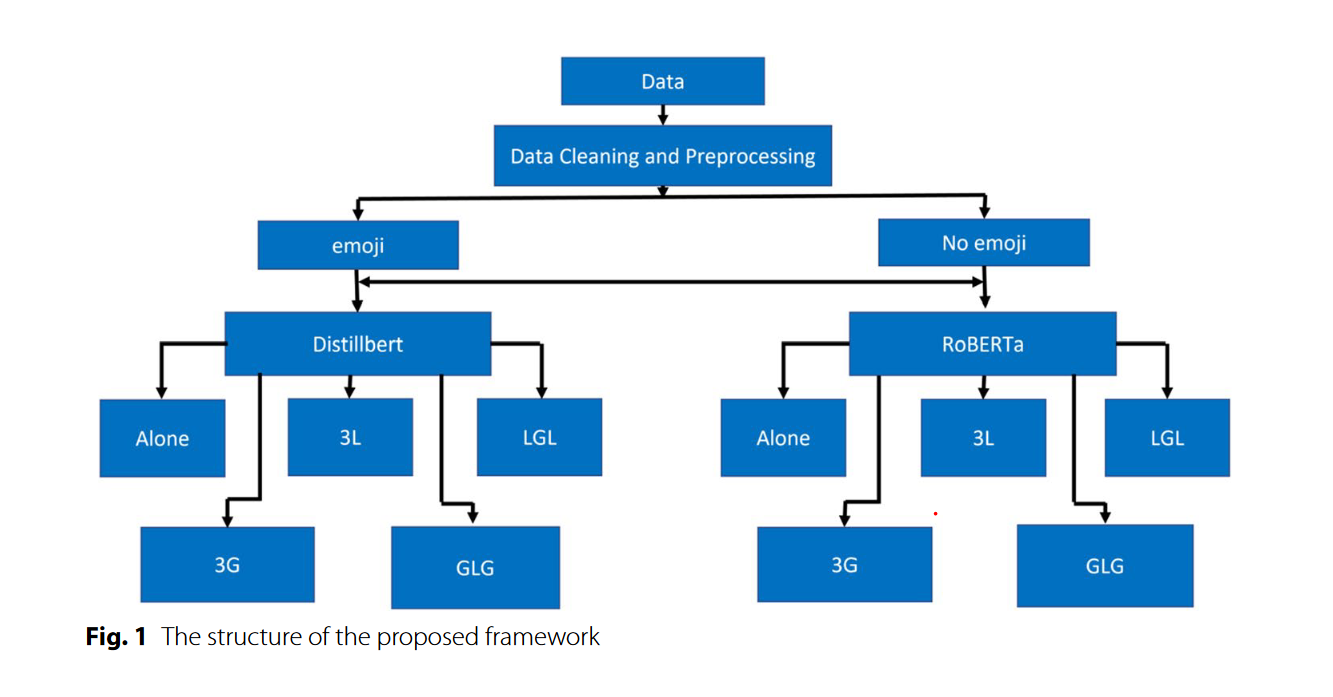 Data
Data Cleaning and Preprocessing
emoji
No emoji
Distillbert
RoBERTa
Alone
3L
LGL
Alone
3L
LGL
3G
GLG
3G
GLG
Fig. 1 The structure of the proposed framework